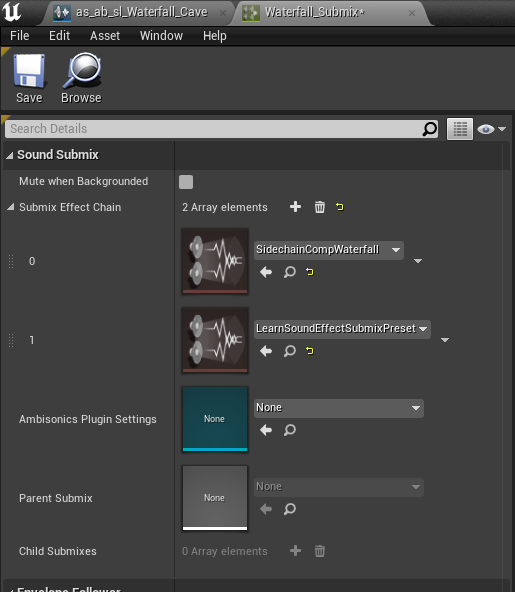 as_ab_sl_Waterfall_Cave
Waterfall_Submix*
File Edit Asset Window Help
Save Browse
Search Details
Sound Submix
Mute when Backgrounded
Submix Effect Chain 2 Array elements
0 SidechainCompWaterfall
1 LearnSoundEffectSubmixPreset
Ambisonics Plugin Settings None None
Parent Submix None None
Child Submixes 0 Array elements
Envelope Follower